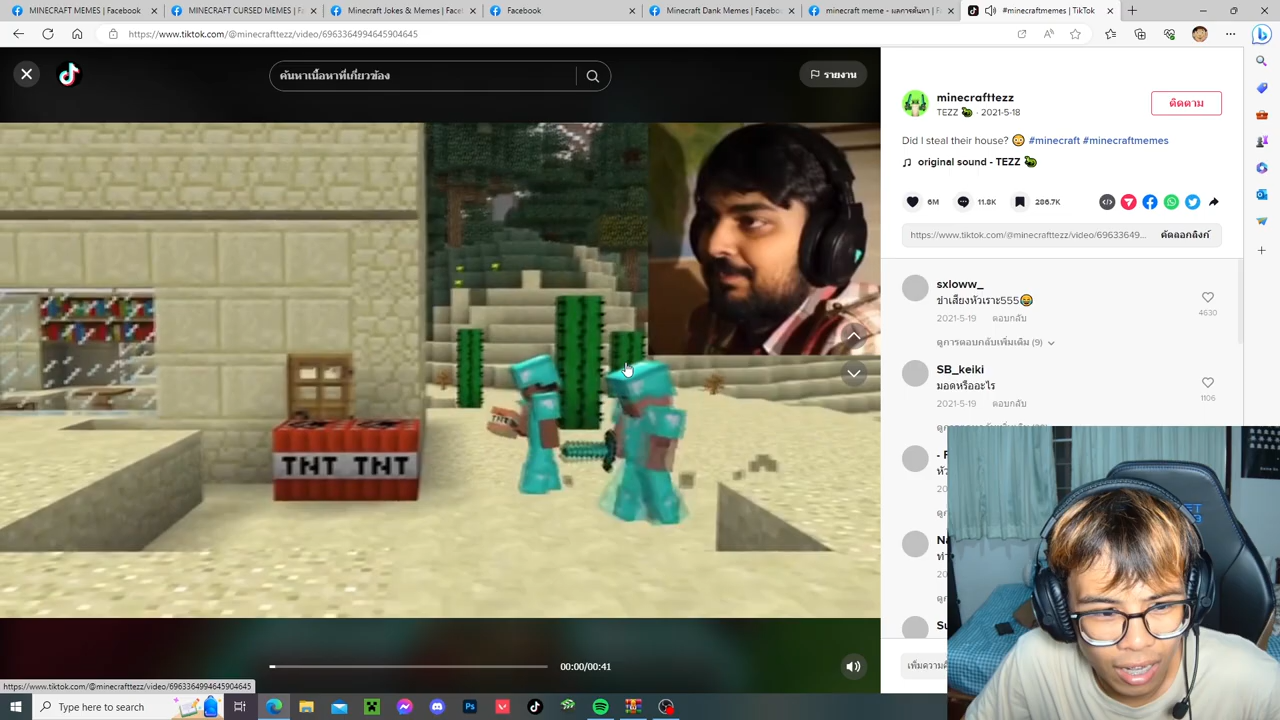 MINECRAFT MEMES | Facebook
MINECRAFT CURSED MEMES |
Minecraft Jokes & Memes | Face
Facebook
Minecraft Dank Memes | Facebo
minecraft meme - ผลการค้นหา | F
#minecraftmemes | TikTok
https://www.tiktok.com/@minecrafttezz/video/6963364994645904645
ค้นหาเนื้อหาที่เกี่ยวข้อง
รายงาน
minecrafttezz
TEZZ · 2021-5-18
ติดตาม
Did I steal their house? 😳 #minecraft #minecraftmemes
original sound - TEZZ
6M
11.8K
286.7K
https://www.tiktok.com/@minecrafttezz/video/69633649...
คัดลอกลิงก์
sxloww_
ขำเสียงหัวเราะ555😂
2021-5-19 ตอบกลับ
4630
ดูการตอบกลับเพิ่มเติม (9)
SB_keiki
มอดหรืออะไร
2021-5-19 ตอบกลับ
1106
TNT TNT
00:00/00:41
https://www.tiktok.com/@minecrafttezz/video/6963364994645904645
Type here to search